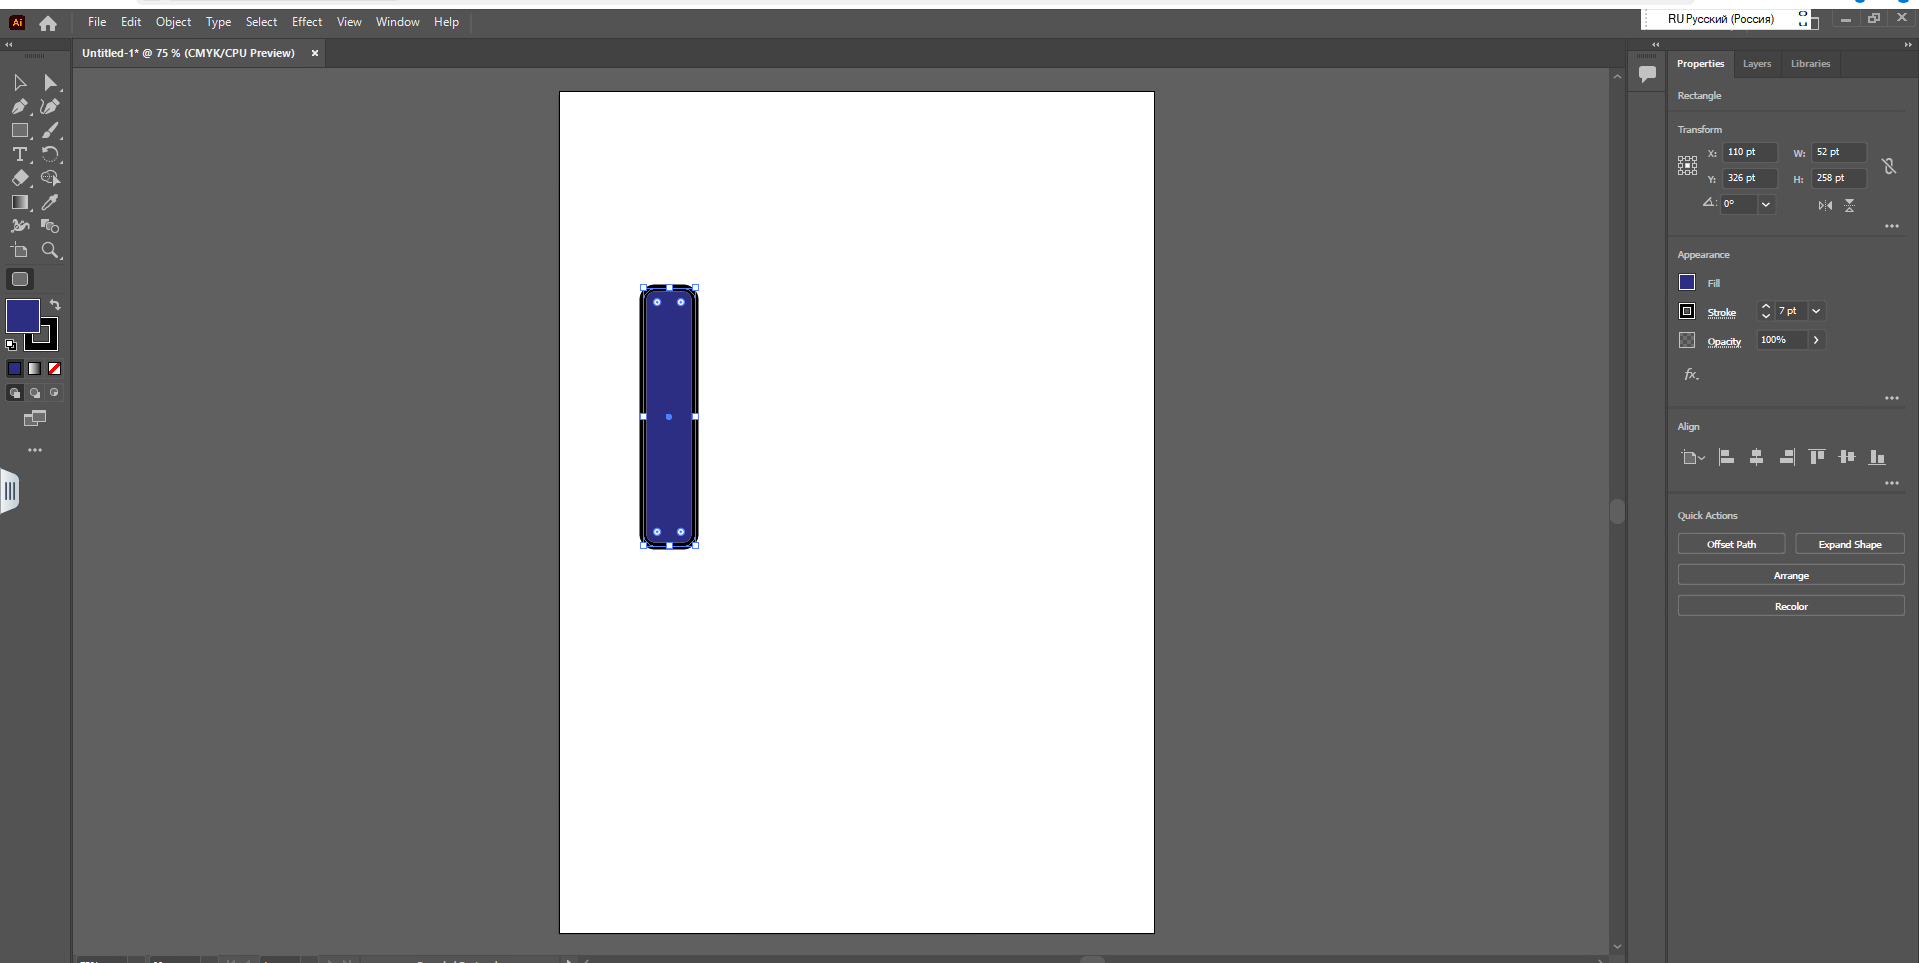 Ai File Edit Object Type Select Effect View Window Help
RU Русский (Россия)
Untitled-1* @ 75 % (CMYK/CPU Preview) ×
Properties Layers Libraries
Rectangle
Transform
X: 110 pt W: 52 pt
Y: 326 pt H: 258 pt
0°
Appearance
Fill
Stroke 7 pt
Opacity 100%
fx.
Align
Quick Actions
Offset Path Expand Shape
Arrange
Recolor